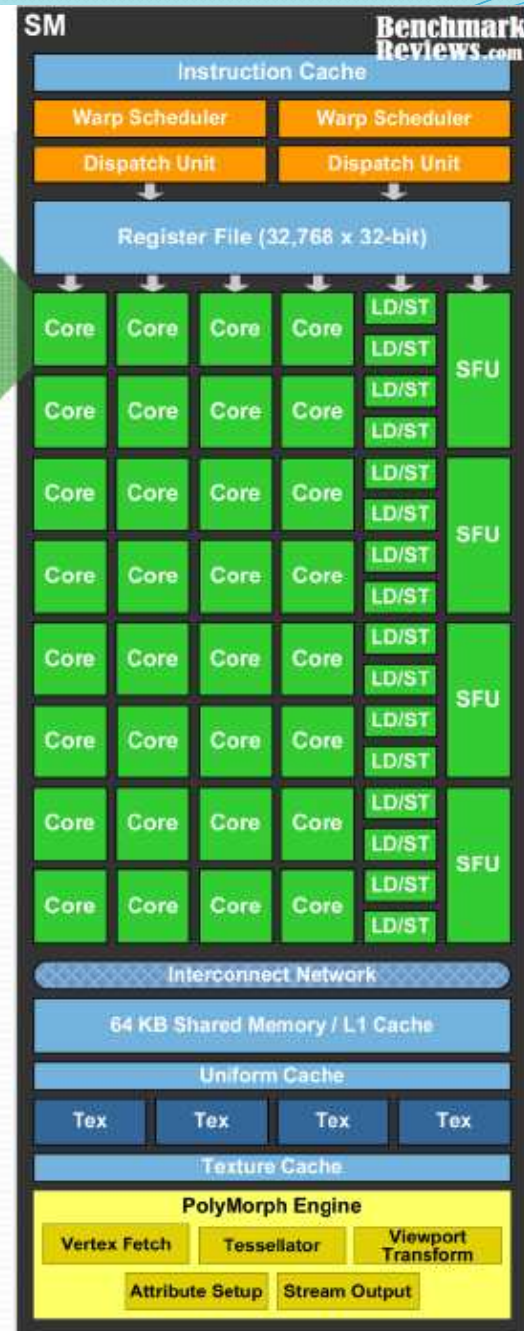 SM
Benchmark
Reviews.com
Instruction Cache
Warp Scheduler Warp Scheduler
Dispatch Unit Dispatch Unit
Register File (32,768 x 32-bit)
LD/ST
Core Core Core Core
LD/ST
SFU
LD/ST
Core Core Core Core
LD/ST
LD/ST
Core Core Core Core
LD/ST
SFU
LD/ST
Core Core Core Core
LD/ST
LD/ST
Core Core Core Core
LD/ST
SFU
LD/ST
Core Core Core Core
LD/ST
LD/ST
Core Core Core Core
LD/ST
SFU
LD/ST
Core Core Core Core
LD/ST
Interconnect Network
64 KB Shared Memory / L1 Cache
Uniform Cache
Tex Tex Tex Tex
Texture Cache
PolyMorph Engine
Vertex Fetch Tessellator Viewport
Transform
Attribute Setup Stream Output